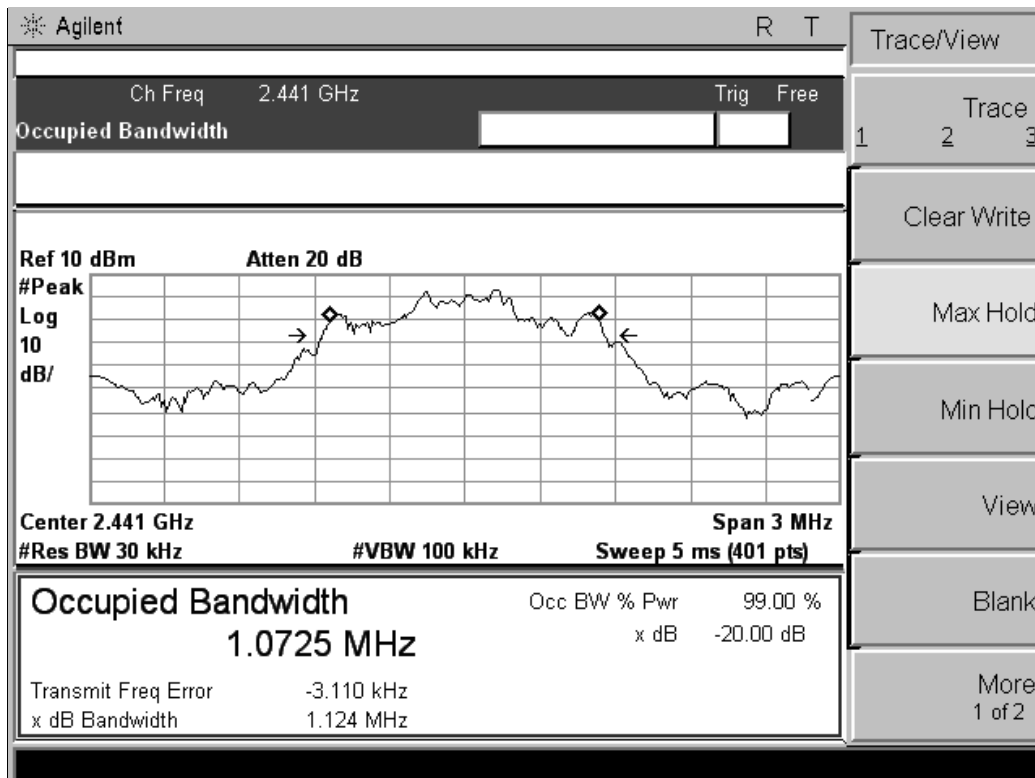 Agilent R T
Ch Freq 2.441 GHz Trig Free
Occupied Bandwidth
Ref 10 dBm Atten 20 dB
#Peak
Log
10
dB/
Center 2.441 GHz Span 3 MHz
#Res BW 30 kHz #VBW 100 kHz Sweep 5 ms (401 pts)
Occupied Bandwidth
1.0725 MHz
Occ BW % Pwr 99.00 %
x dB -20.00 dB
Transmit Freq Error -3.110 kHz
x dB Bandwidth 1.124 MHz
Trace/View
Trace
1 2 3
Clear Write
Max Hold
Min Hold
View
Blank
More
1 of 2